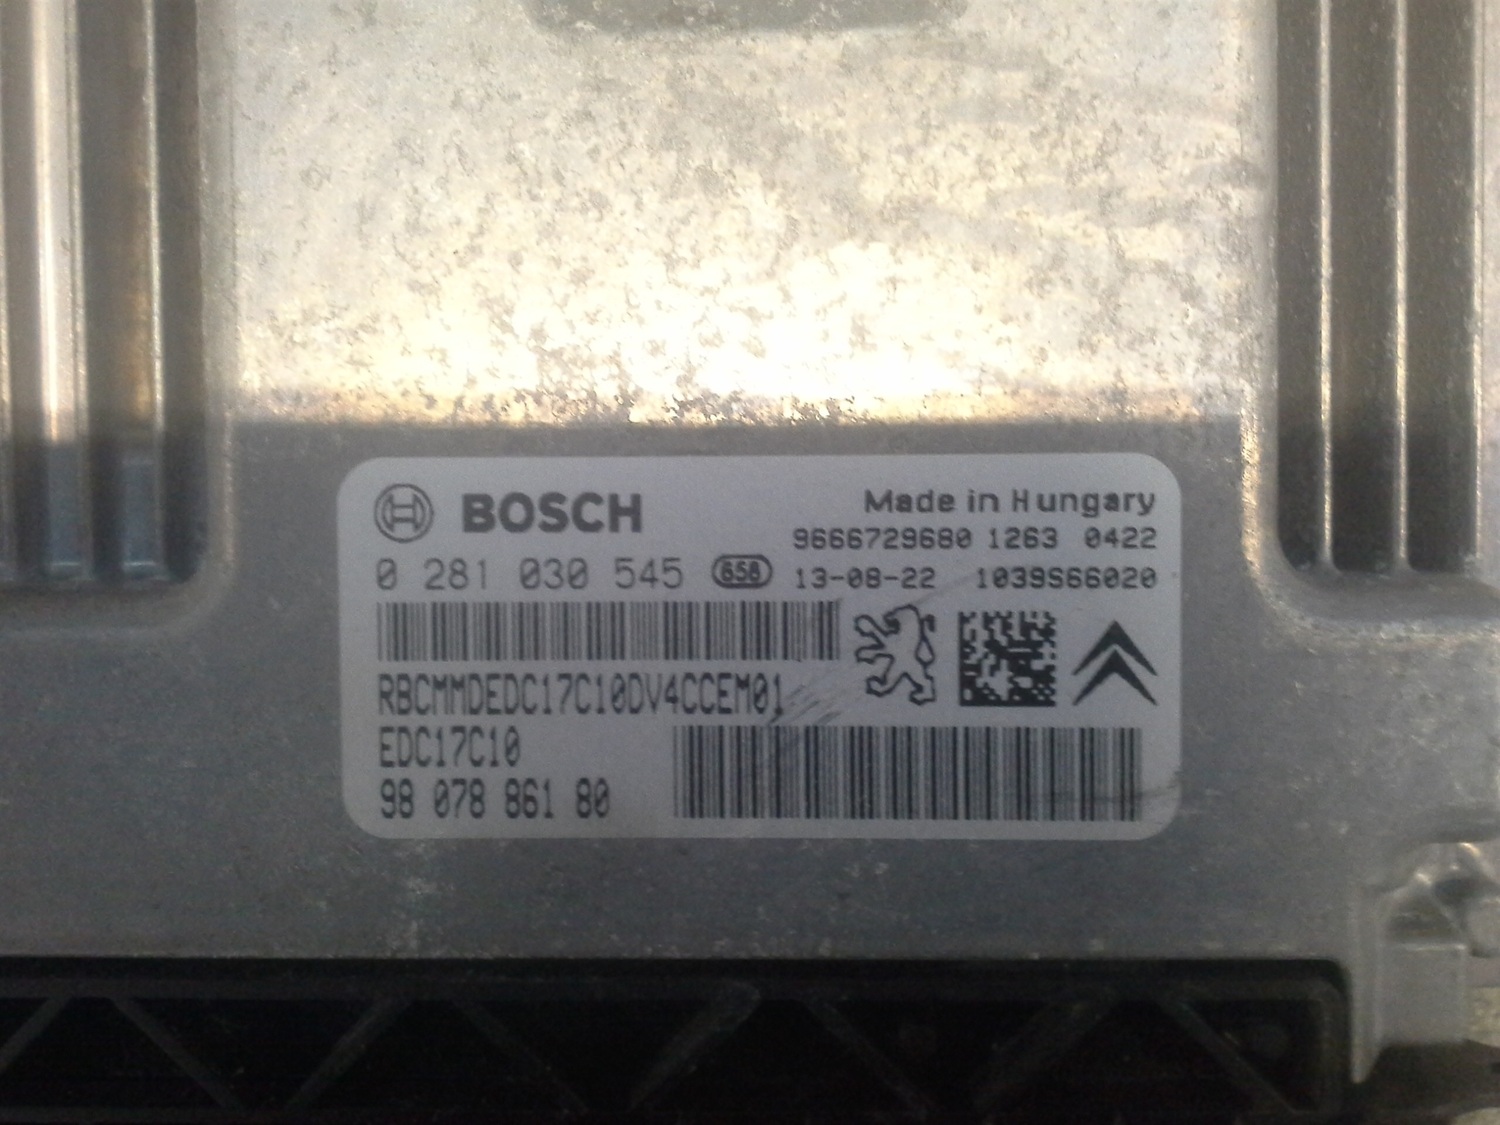 BOSCH
Made in Hungary
9666729680 1263 0422
0 281 030 545 658 13-08-22 1039S66020
RBCMMDEDC17C10DV4CCEM01
EDC17C10
98 078 861 80